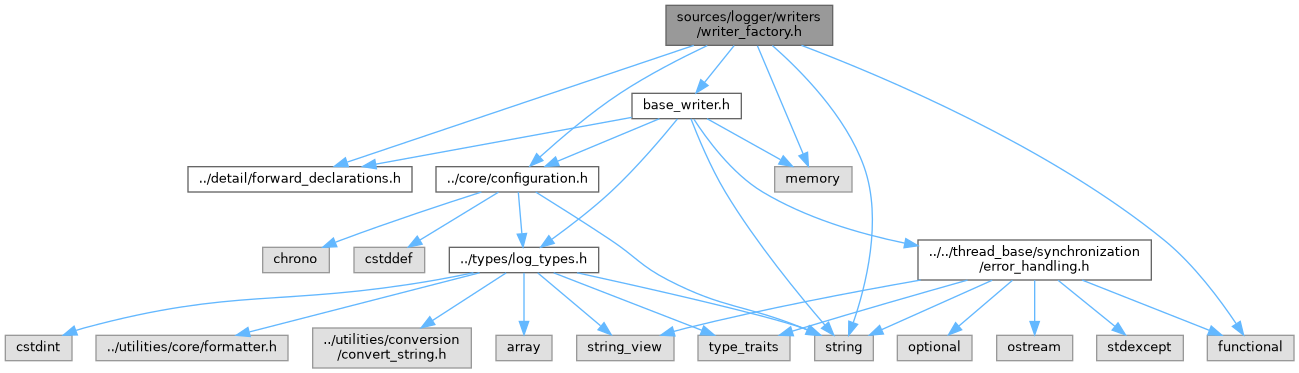 sources/logger/writers
/writer_factory.h
base_writer.h
../detail/forward_declarations.h
../core/configuration.h
memory
chrono
cstddef
../types/log_types.h
../../thread_base/synchronization
/error_handling.h
cstdint
../utilities/core/formatter.h
../utilities/conversion
/convert_string.h
array
string_view
type_traits
string
optional
ostream
stdexcept
functional